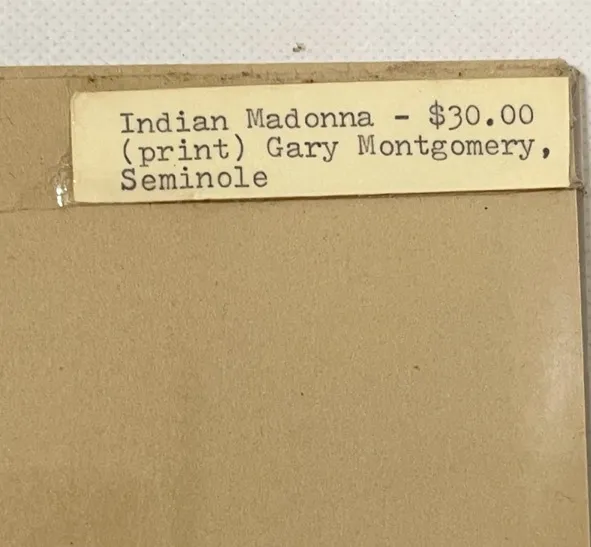 Indian Madonna - $30.00
(print) Gary Montgomery,
Seminole